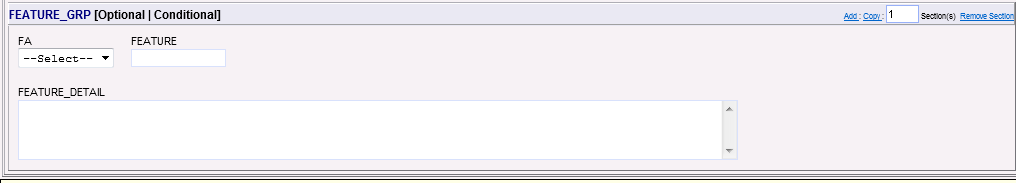 FEATURE_GRP [Optional | Conditional] Add : Copy : 1 Section(s) Remove Section
FA FEATURE
--Select--
FEATURE_DETAIL